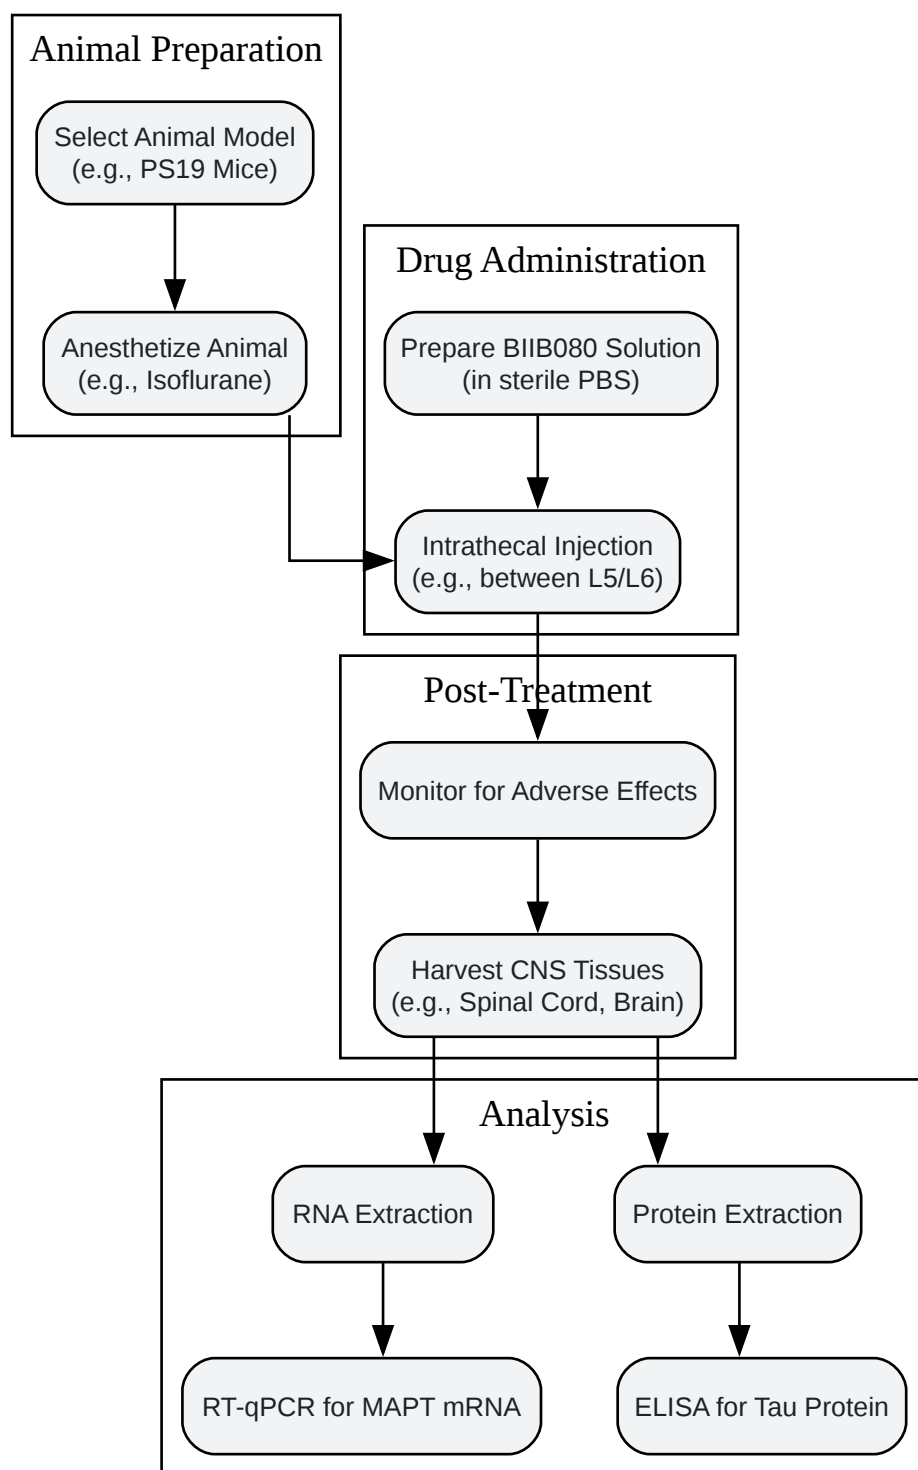 Animal Preparation
Select Animal Model
(e.g., PS19 Mice)
Anesthetize Animal
(e.g., Isoflurane)
Drug Administration
Prepare BIIB080 Solution
(in sterile PBS)
Intrathecal Injection
(e.g., between L5/L6)
Post-Treatment
Monitor for Adverse Effects
Harvest CNS Tissues
(e.g., Spinal Cord, Brain)
Analysis
RNA Extraction
Protein Extraction
RT-qPCR for MAPT mRNA
ELISA for Tau Protein